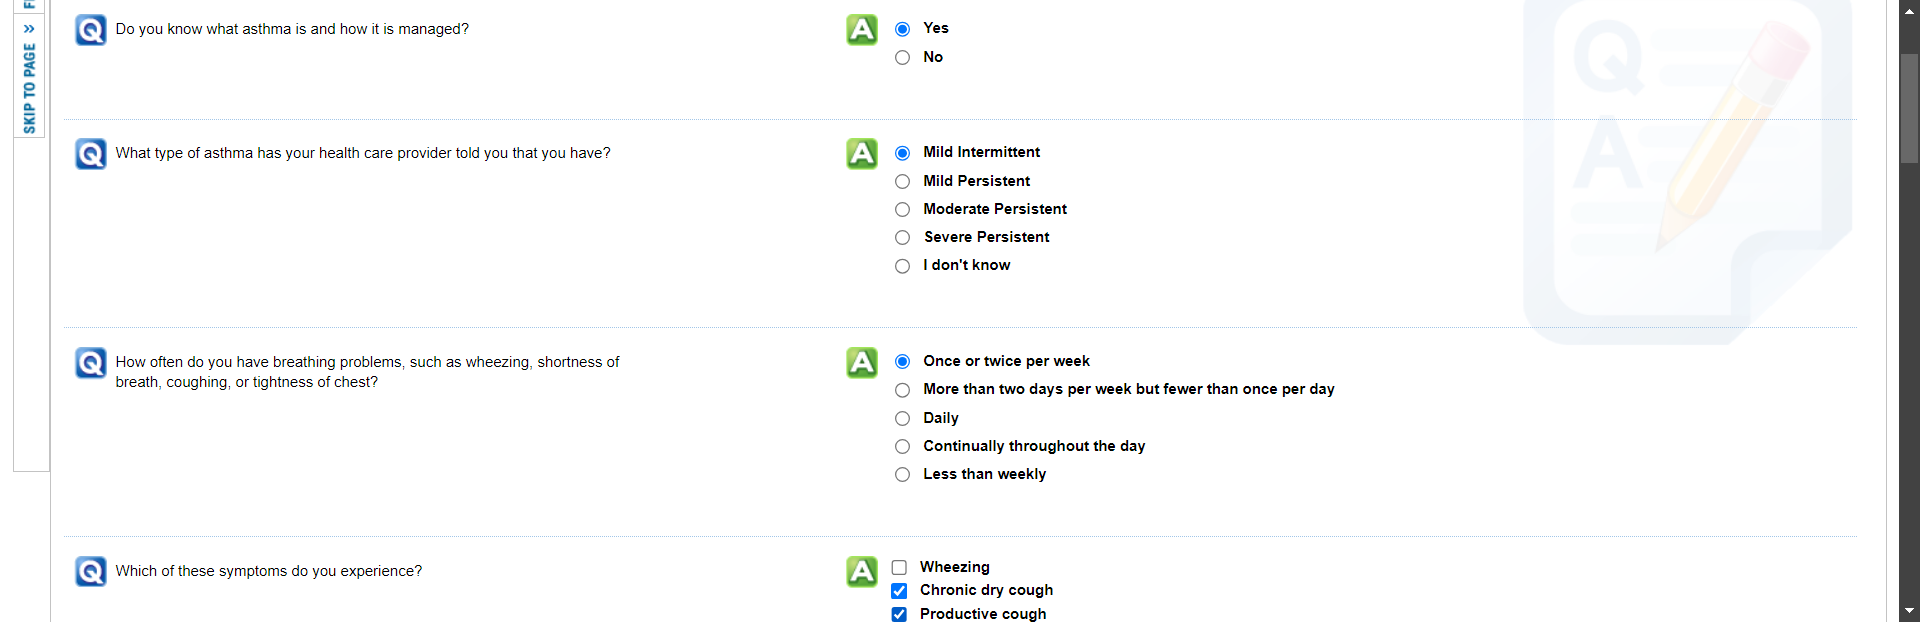 SKIP TO PAGE »
Q Do you know what asthma is and how it is managed?
A Yes
No
Q What type of asthma has your health care provider told you that you have?
A Mild Intermittent
Mild Persistent
Moderate Persistent
Severe Persistent
I don't know
Q How often do you have breathing problems, such as wheezing, shortness of
breath, coughing, or tightness of chest?
A Once or twice per week
More than two days per week but fewer than once per day
Daily
Continually throughout the day
Less than weekly
Q Which of these symptoms do you experience?
A Wheezing
Chronic dry cough
Productive cough
Q
A